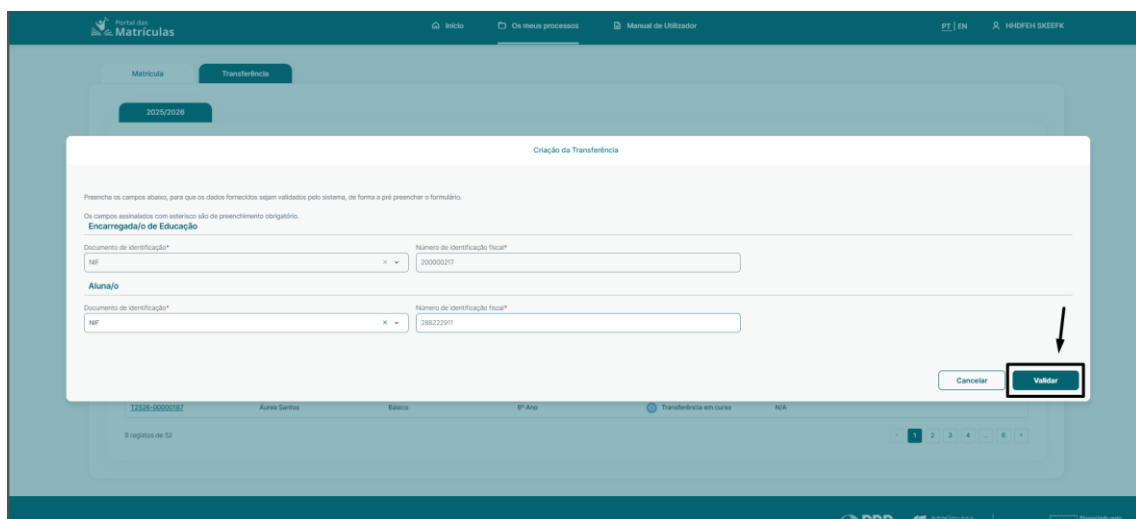 Portal das
Matrículas
Início
Os meus processos
Manual de Utilizador
PT | EN
HHDFEH SKEEFK
Matrícula
Transferência
2025/2026
Criação da Transferência
Preencha os campos abaixo, para que os dados fornecidos sejam validados pelo sistema, de forma a pré preencher o formulário.
Os campos assinalados com asterisco são de preenchimento obrigatório.
Encarregada/o de Educação
Documento de identificação*
Número de identificação fiscal*
NIF
200000217
Aluna/o
Documento de identificação*
Número de identificação fiscal*
NIF
288222911
Cancelar
Validar
T2526-00000187
Áurea Santos
Básico
Transferência em curso
N/A
9 registos de 52
1 2 3 4 ... 6
PRR
Financiado pela